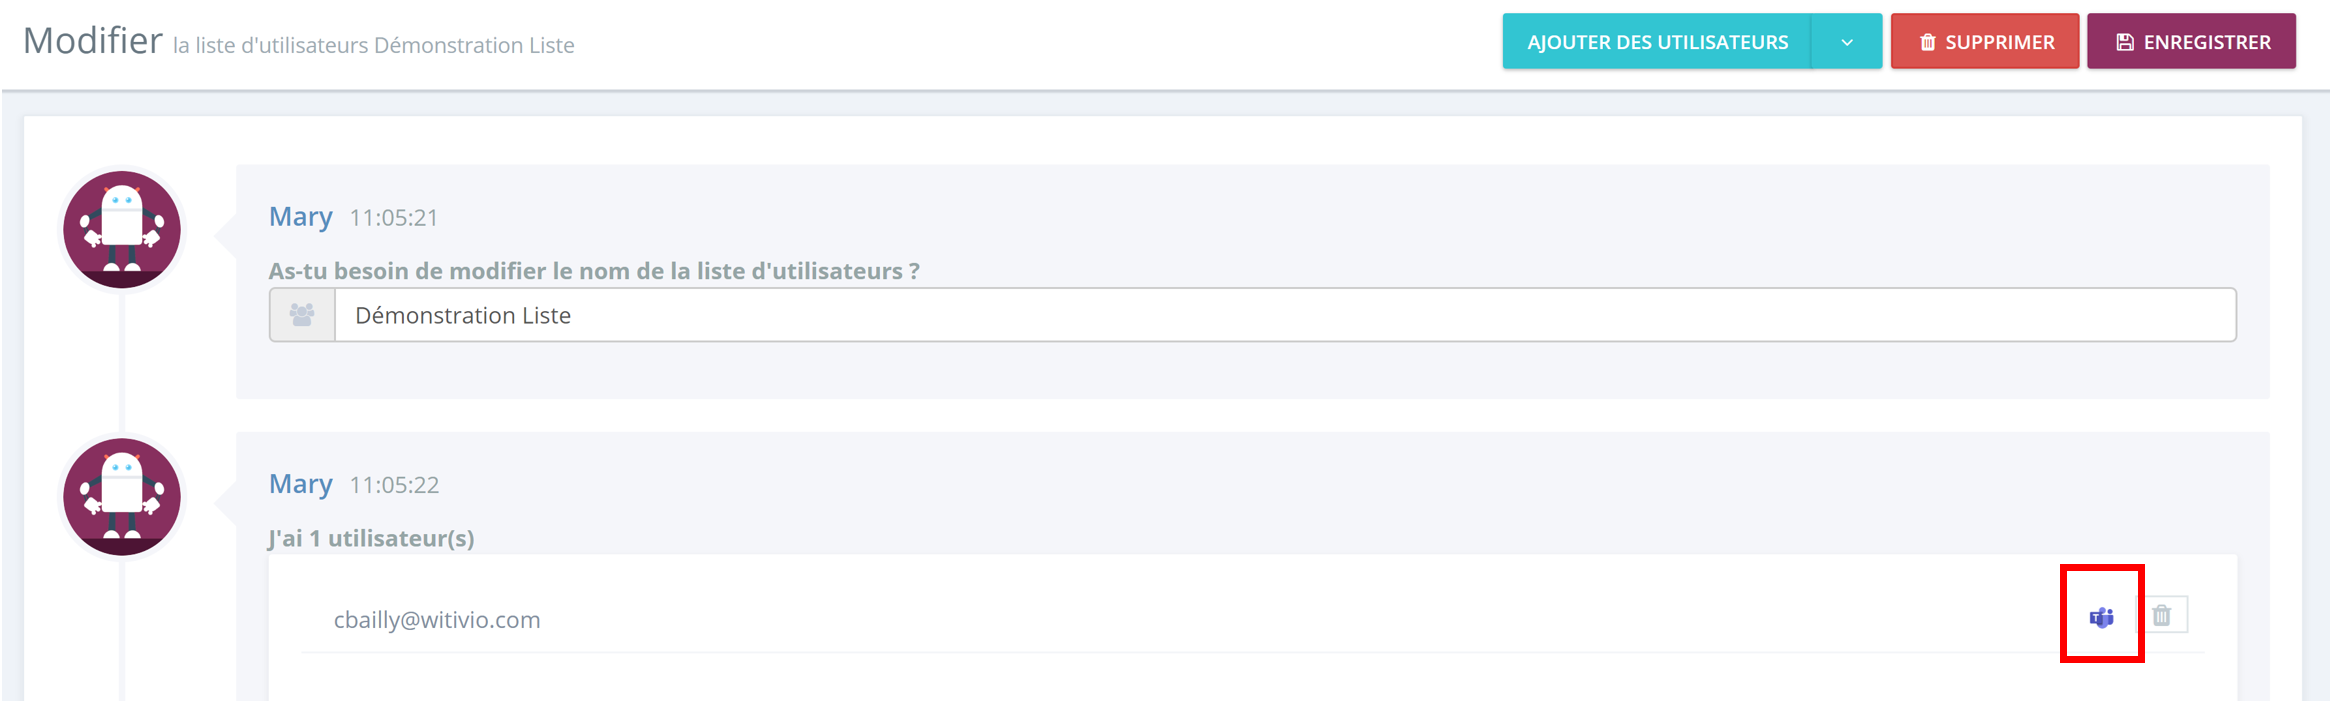 Modifier la liste d'utilisateurs Démonstration Liste
AJOUTER DES UTILISATEURS
SUPPRIMER
ENREGISTRER
Mary 11:05:21
As-tu besoin de modifier le nom de la liste d'utilisateurs ?
Démonstration Liste
Mary 11:05:22
J'ai 1 utilisateur(s)
cbailly@witivio.com
T